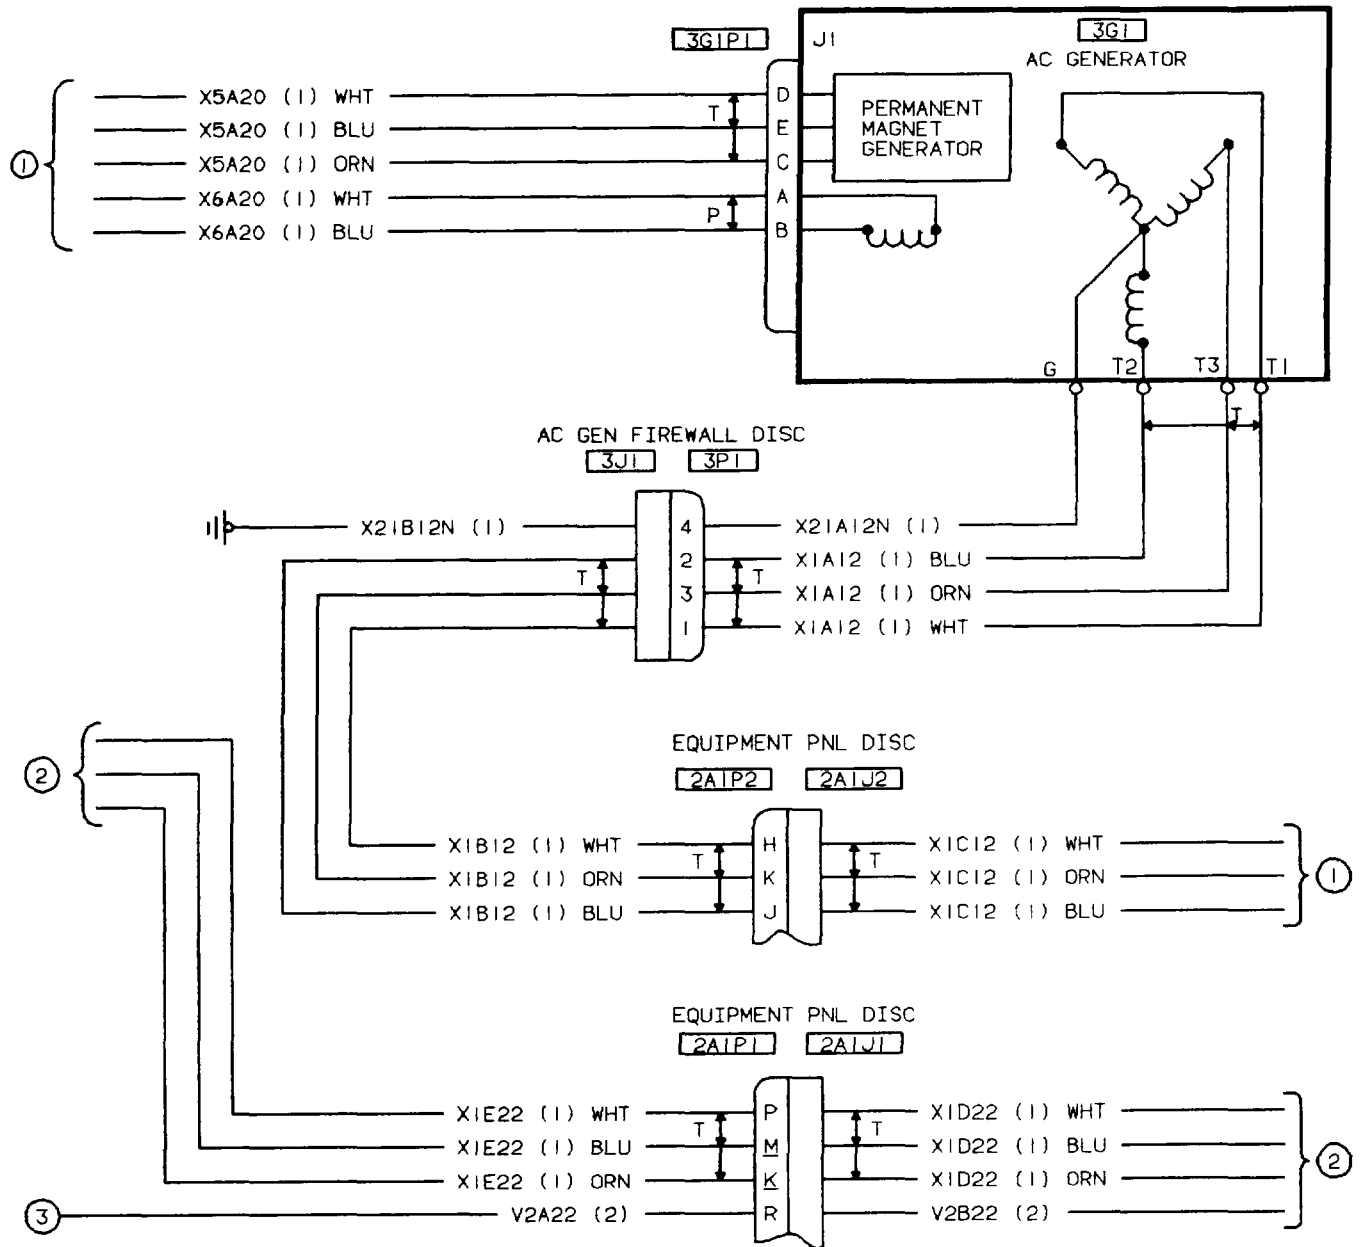 3G1P1
J1
3G1
AC GENERATOR
X5A20 (1) WHT
X5A20 (1) BLU
X5A20 (1) ORN
X6A20 (1) WHT
X6A20 (1) BLU
1
T
P
D
E
C
A
B
PERMANENT
MAGNET
GENERATOR
G T2 T3 T1
T
AC GEN FIREWALL DISC
3J1 3P1
X21B12N (1) 4 X21A12N (1)
2 X1A12 (1) BLU
T T
3 X1A12 (1) ORN
1 X1A12 (1) WHT
2
EQUIPMENT PNL DISC
2A1P2 2A1J2
X1B12 (1) WHT H X1C12 (1) WHT
T T
X1B12 (1) ORN K X1C12 (1) ORN
1
X1B12 (1) BLU J X1C12 (1) BLU
EQUIPMENT PNL DISC
2A1P1 2A1J1
X1E22 (1) WHT P X1D22 (1) WHT
T T
X1E22 (1) BLU M X1D22 (1) BLU
2
X1E22 (1) ORN K X1D22 (1) ORN
3 V2A22 (2) R V2B22 (2)